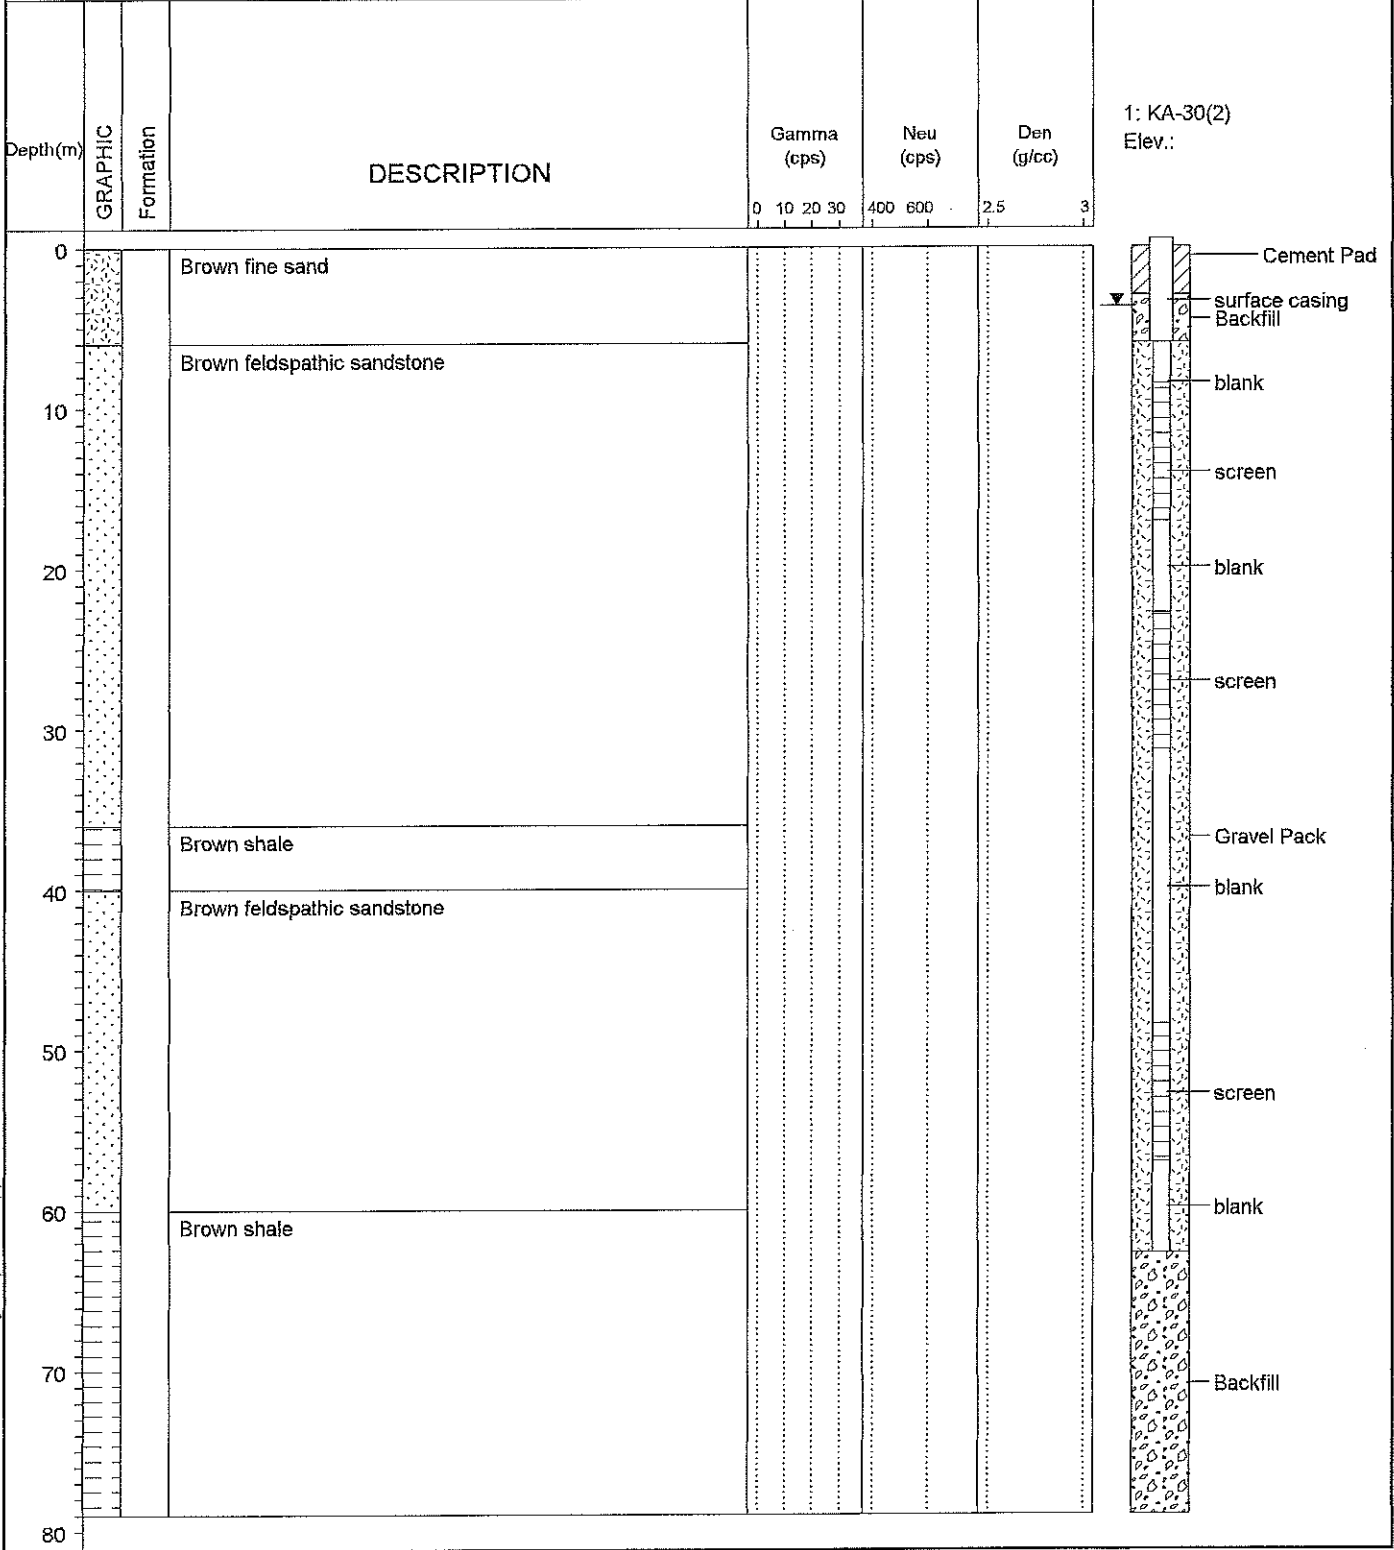 1: KA-30(2)
Elev.:
Depth(m)
GRAPHIC
Formation
DESCRIPTION
Gamma
(cps)
Neu
(cps)
Den
(g/cc)
0 10 20 30
400 600
2.5 3
0
Brown fine sand
Cement Pad
surface casing
Backfill
Brown feldspathic sandstone
blank
10
screen
20
blank
screen
30
Brown shale
Gravel Pack
40
blank
Brown feldspathic sandstone
50
screen
60
blank
Brown shale
70
Backfill
80